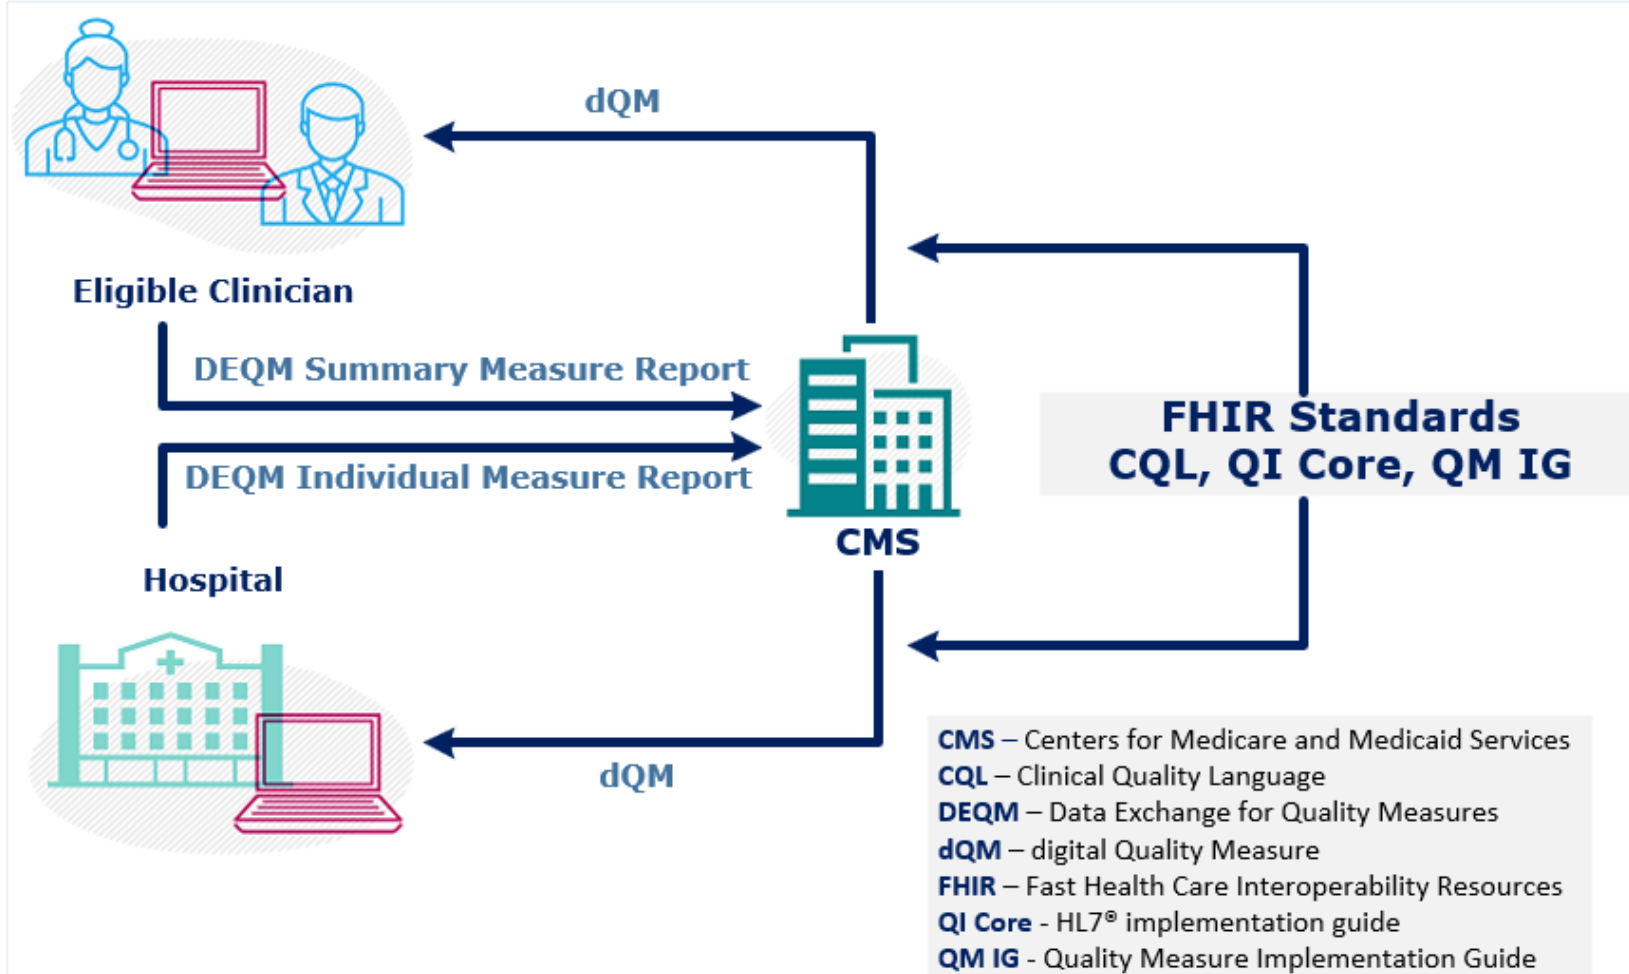 dQM
Eligible Clinician
DEQM Summary Measure Report
DEQM Individual Measure Report
CMS
FHIR Standards
CQL, QI Core, QM IG
Hospital
dQM
CMS – Centers for Medicare and Medicaid Services
CQL – Clinical Quality Language
DEQM – Data Exchange for Quality Measures
dQM – digital Quality Measure
FHIR – Fast Health Care Interoperability Resources
QI Core - HL7® implementation guide
QM IG - Quality Measure Implementation Guide